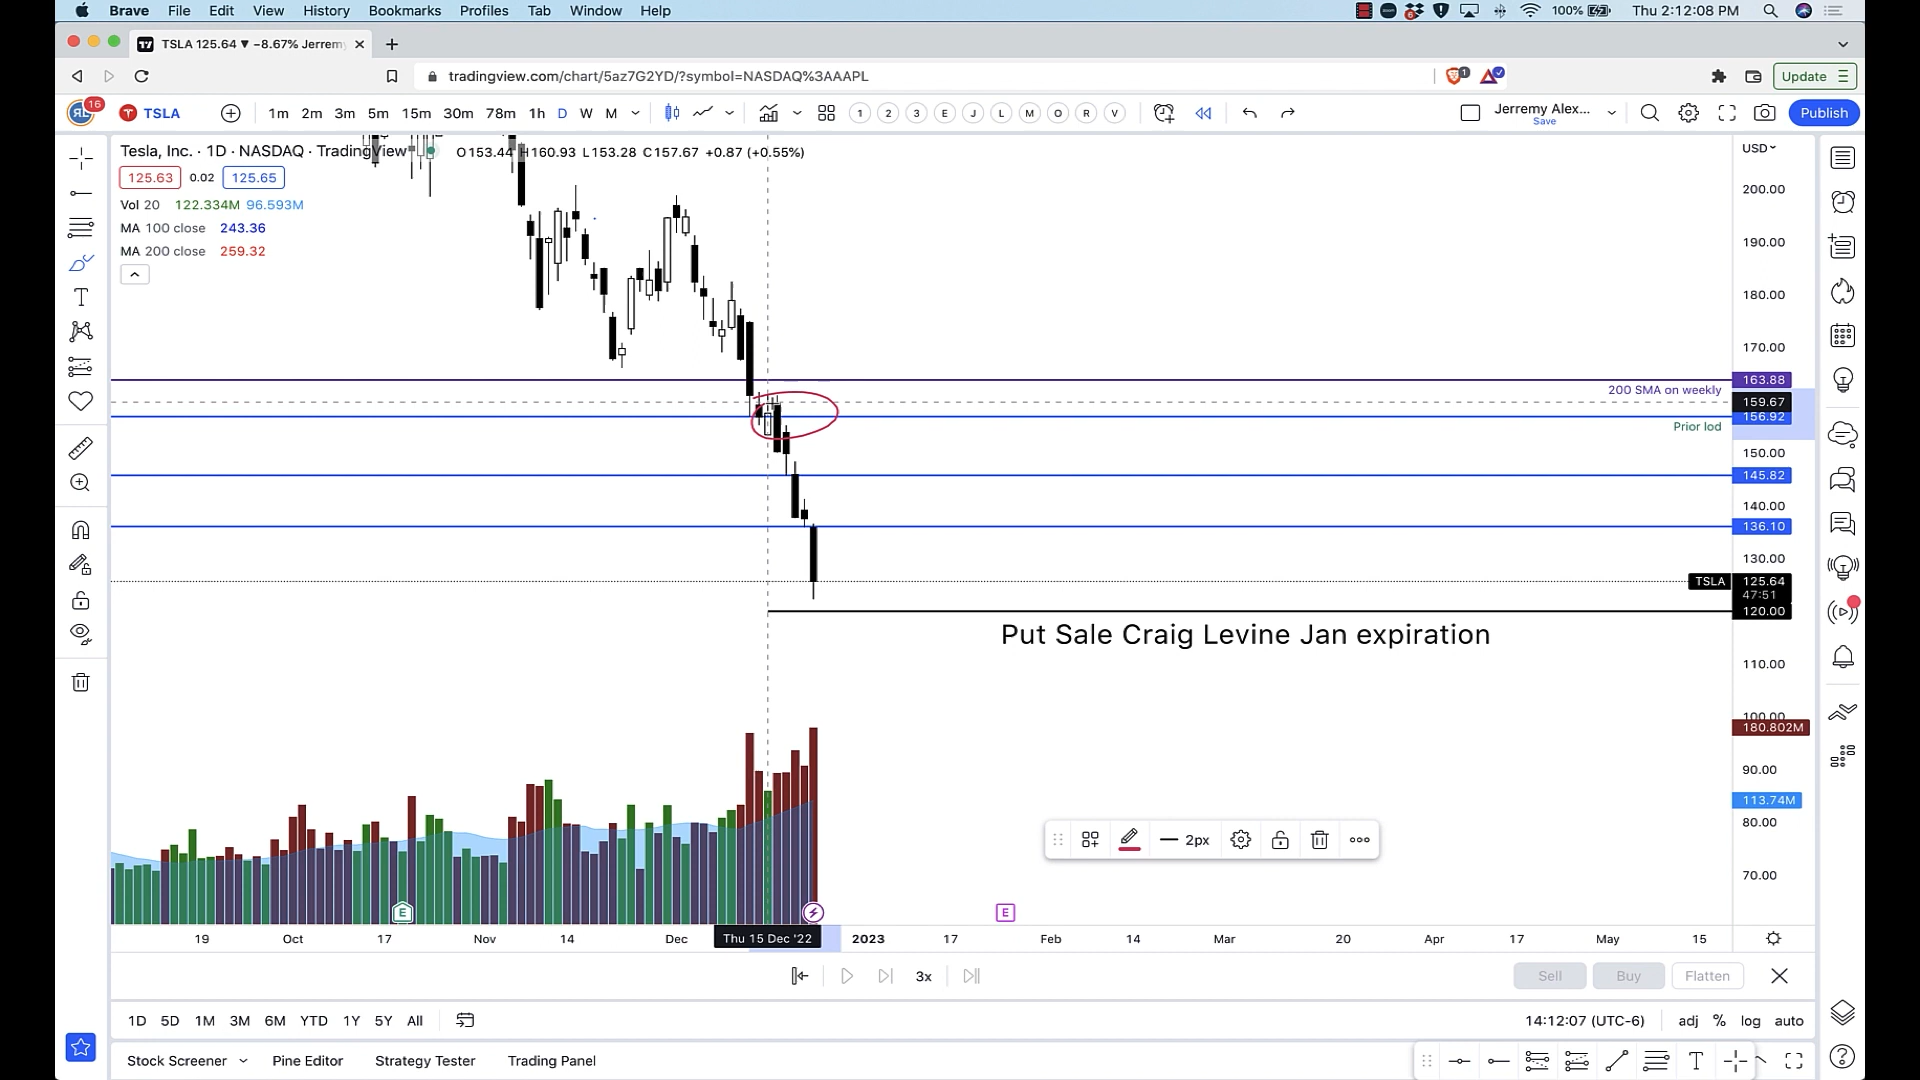 Brave File Edit View History Bookmarks Profiles Tab Window Help 6 100% Thu 2:12:08 PM
TSLA 125.64 ▼ −8.67% Jerremy
tradingview.com/chart/5az7G2YD/?symbol=NASDAQ%3AAAPL 1 Update
16 TSLA 1m 2m 3m 5m 15m 30m 78m 1h D W M 1 2 3 E J L M O R V Jerremy Alex... Save Publish
Tesla, Inc. · 1D · NASDAQ · TradingView O153.44 H160.93 L153.28 C157.67 +0.87 (+0.55%)
125.63 0.02 125.65
Vol 20 122.334M 96.593M
MA 100 close 243.36
MA 200 close 259.32
USD
200.00
190.00
180.00
170.00
163.88
200 SMA on weekly
159.67
156.92
Prior lod
150.00
145.82
140.00
136.10
130.00
TSLA 125.64
47:51
120.00
Put Sale Craig Levine Jan expiration
110.00
100.00
180.802M
90.00
113.74M
80.00
2px
70.00
E E
19 Oct 17 Nov 14 Dec Thu 15 Dec '22 2023 17 Feb 14 Mar 20 Apr 17 May 15
3x Sell Buy Flatten
1D 5D 1M 3M 6M YTD 1Y 5Y All 14:12:07 (UTC-6) adj % log auto
Stock Screener Pine Editor Strategy Tester Trading Panel